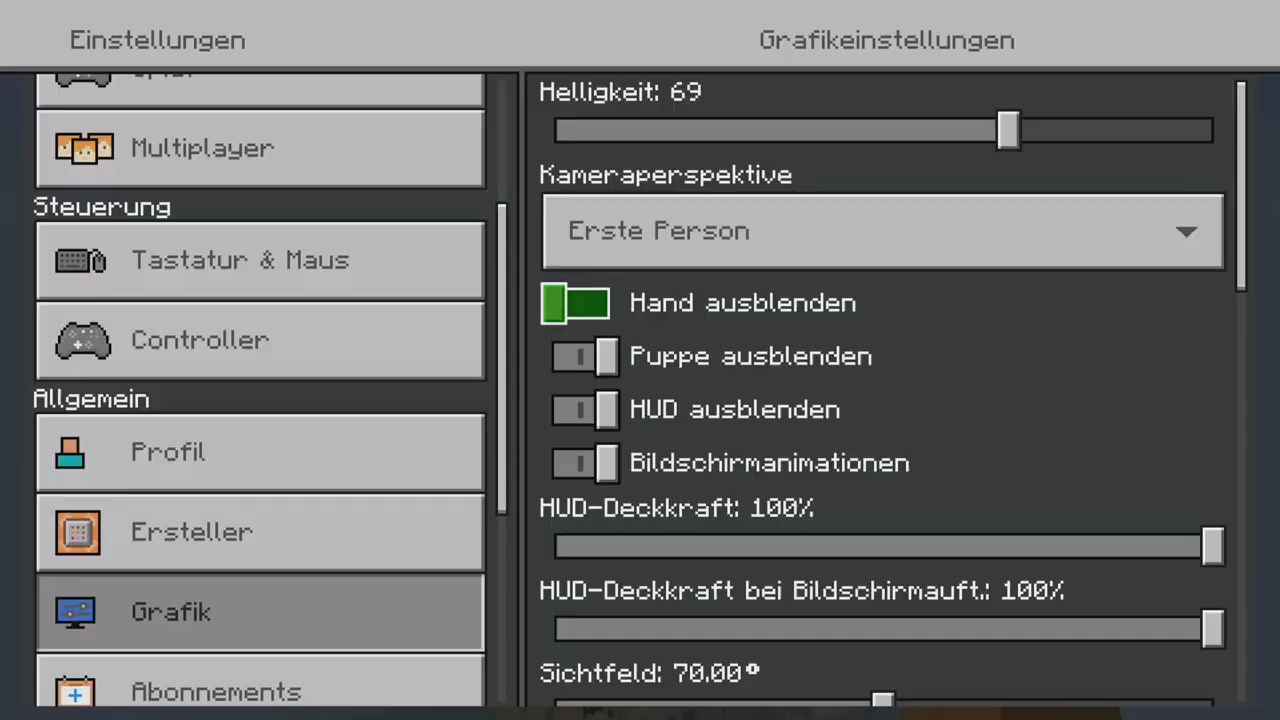 Einstellungen
Grafikeinstellungen
Multiplayer
Steuerung
Tastatur & Maus
Controller
Allgemein
Profil
Ersteller
Grafik
Abonnements
Helligkeit: 69
Kameraperspektive
Erste Person
Hand ausblenden
Puppe ausblenden
HUD ausblenden
Bildschirmanimationen
HUD-Deckkraft: 100%
HUD-Deckkraft bei Bildschirmauft.: 100%
Sichtfeld: 70.00°